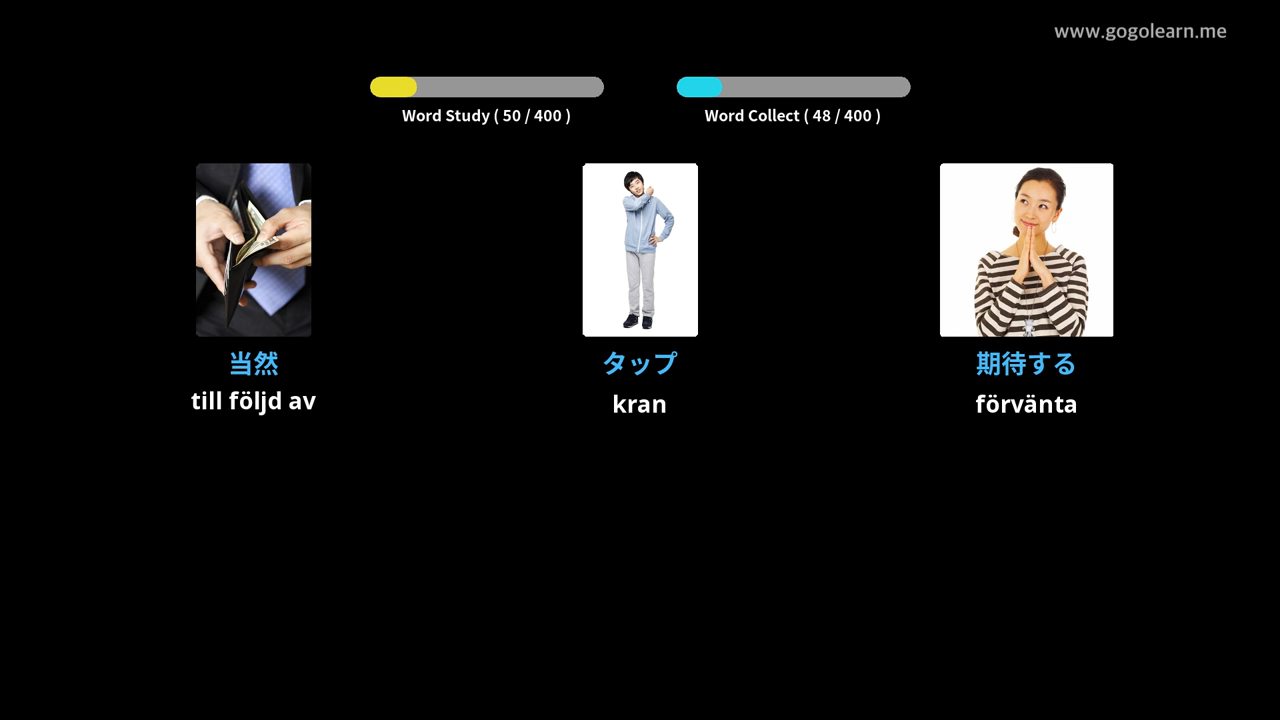 www.gogolearn.me
Word Study ( 50 / 400 )
Word Collect ( 48 / 400 )
当然
タップ
期待する
till följd av
kran
förvänta